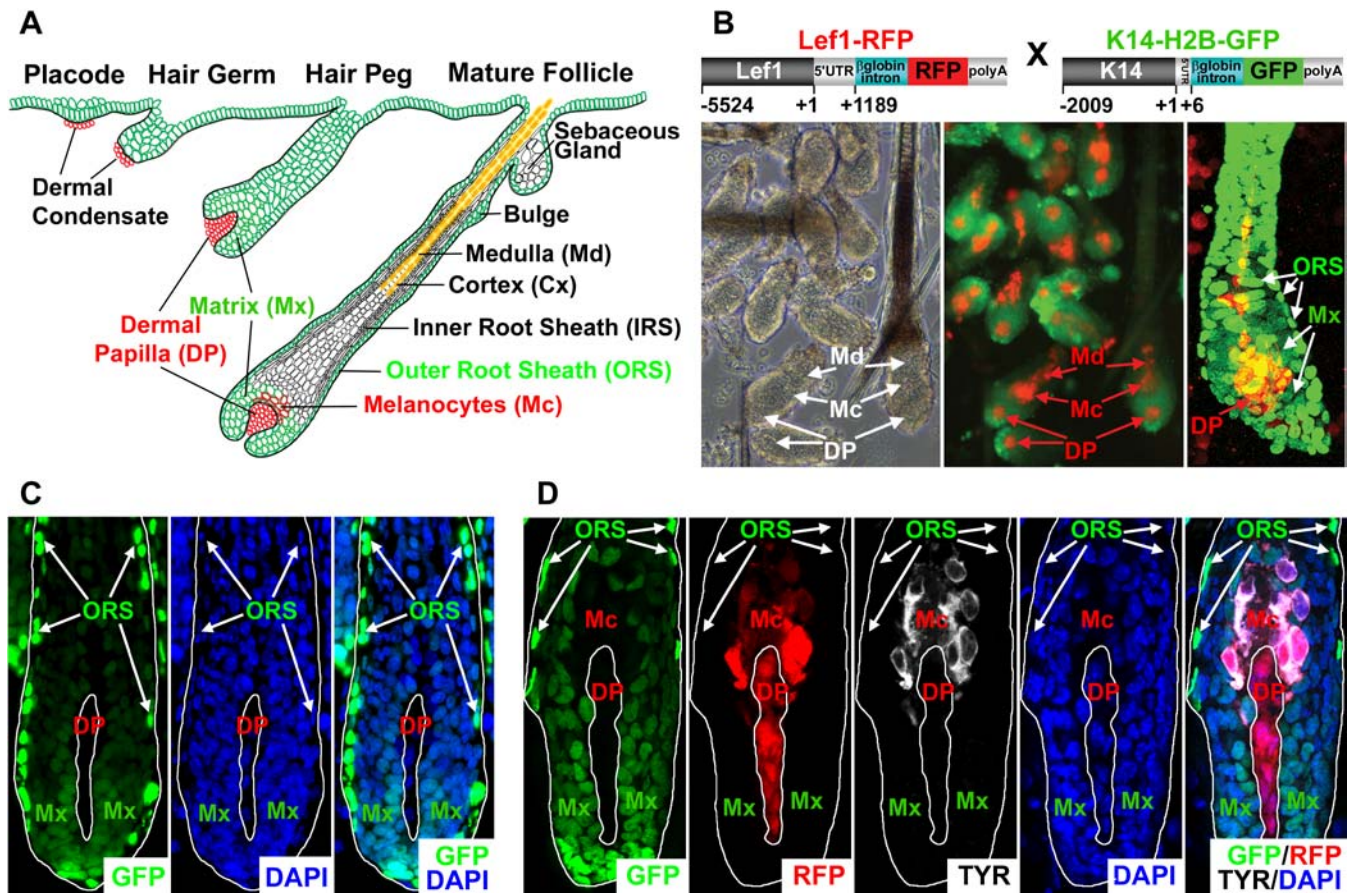 A
Placode
Hair Germ
Hair Peg
Mature Follicle
Sebaceous
Gland
Dermal
Condensate
Bulge
Medulla (Md)
Cortex (Cx)
Matrix (Mx)
Inner Root Sheath (IRS)
Dermal
Papilla (DP)
Outer Root Sheath (ORS)
Melanocytes (Mc)
B
Lef1-RFP
X
K14-H2B-GFP
Lef1
5'UTR
βglobin
intron
RFP
polyA
K14
5'UTR
βglobin
intron
GFP
polyA
-5524
+1
+1189
-2009
+1
+6
Md
Mc
DP
Md
Mc
DP
ORS
Mx
DP
C
ORS
DP
Mx
Mx
GFP
ORS
DP
Mx
Mx
DAPI
ORS
DP
Mx
Mx
GFP
DAPI
D
ORS
Mc
DP
Mx
Mx
GFP
ORS
Mc
DP
Mx
Mx
RFP
ORS
Mc
DP
Mx
Mx
TYR
ORS
Mc
DP
Mx
Mx
DAPI
ORS
Mc
DP
Mx
Mx
GFP/RFP
TYR/DAPI